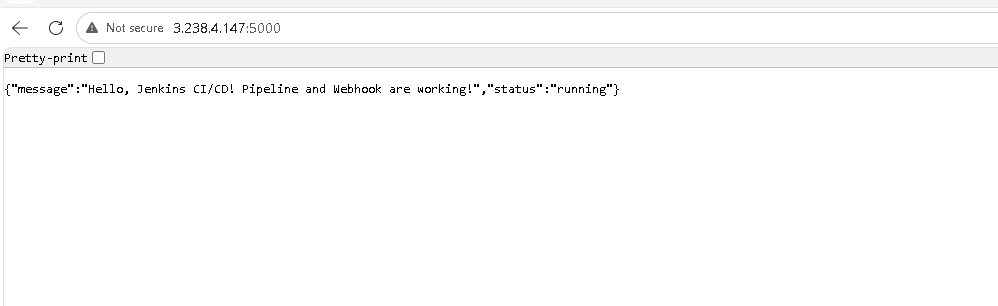 Not secure 3.238.4.147:5000
Pretty-print
{"message":"Hello, Jenkins CI/CD! Pipeline and Webhook are working!","status":"running"}